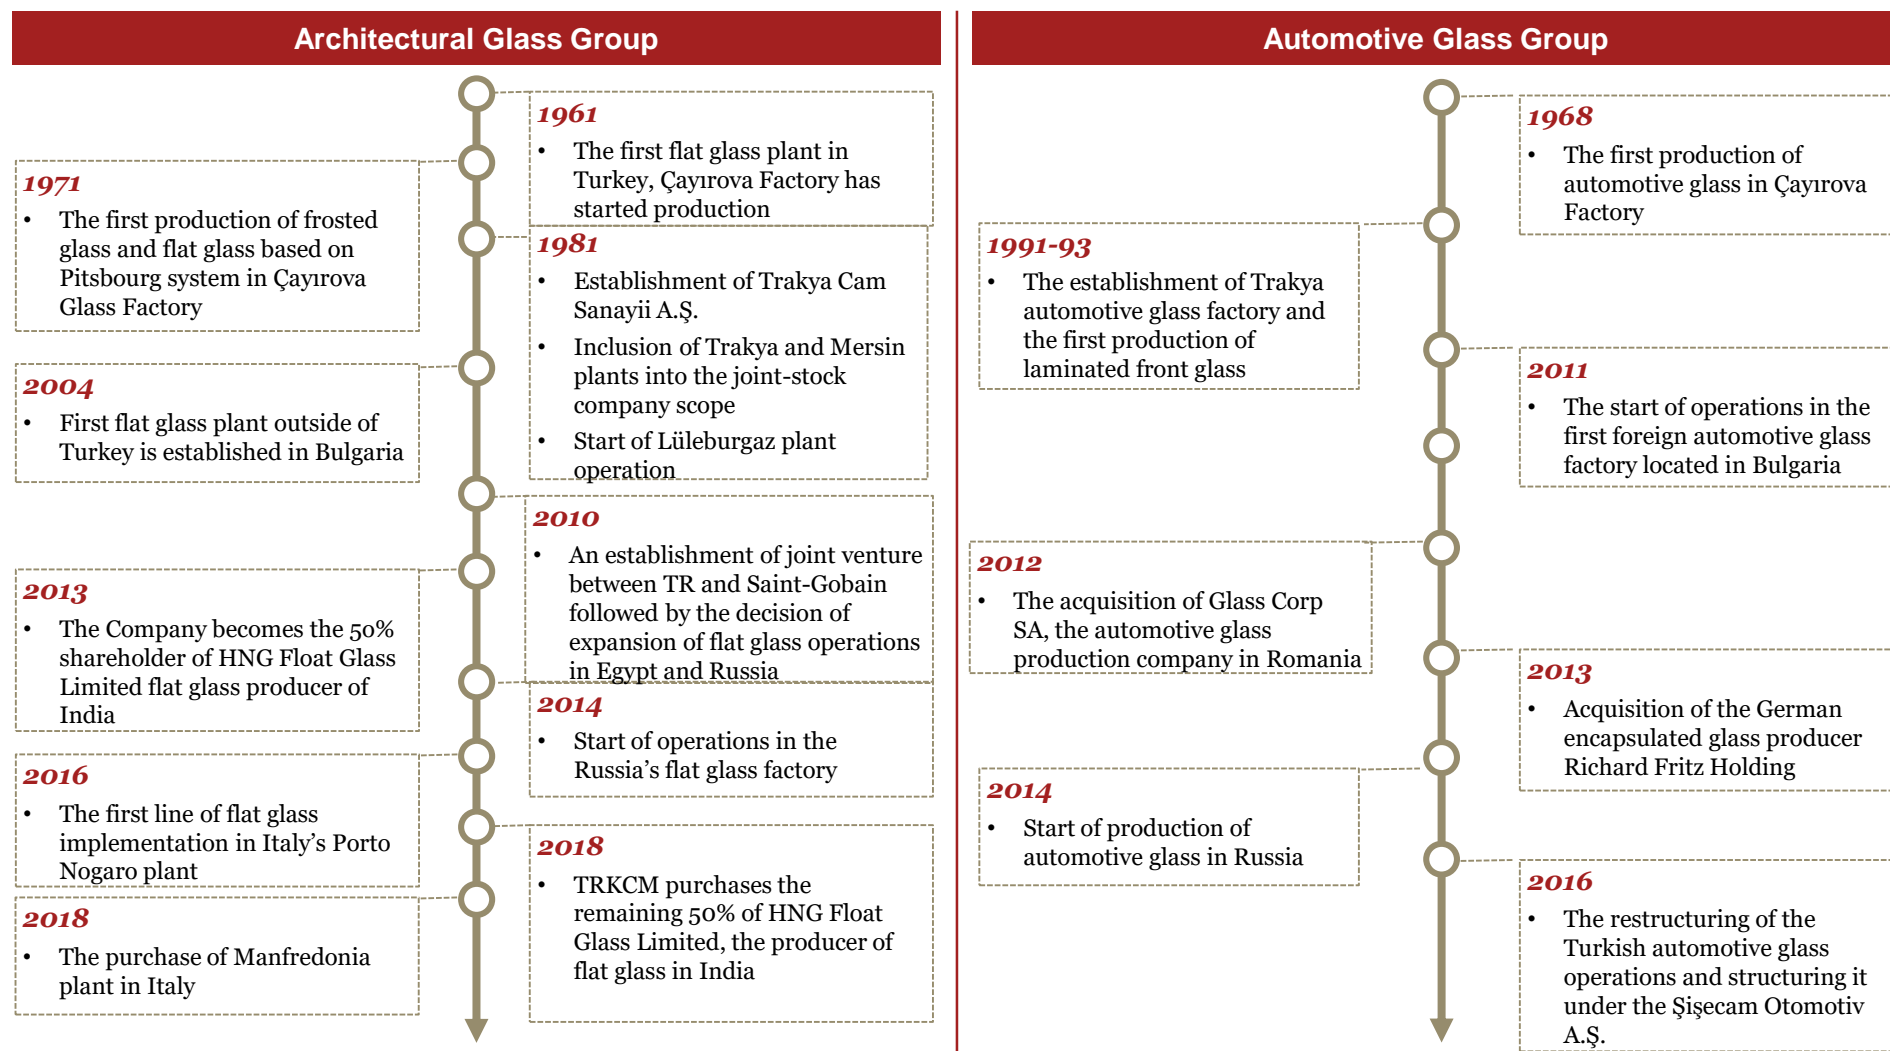 Architectural Glass Group
1961
• The first flat glass plant in
Turkey, Çayırova Factory has
started production
1971
• The first production of frosted
glass and flat glass based on
Pitsbourg system in Çayırova
Glass Factory
1981
• Establishment of Trakya Cam
Sanayii A.Ş.
• Inclusion of Trakya and Mersin
plants into the joint-stock
company scope
• Start of Lüleburgaz plant
operation
2004
• First flat glass plant outside of
Turkey is established in Bulgaria
2010
• An establishment of joint venture
between TR and Saint-Gobain
followed by the decision of
expansion of flat glass operations
in Egypt and Russia
2013
• The Company becomes the 50%
shareholder of HNG Float Glass
Limited flat glass producer of
India
2014
• Start of operations in the
Russia’s flat glass factory
2016
• The first line of flat glass
implementation in Italy’s Porto
Nogaro plant
2018
• TRKCM purchases the
remaining 50% of HNG Float
Glass Limited, the producer of
flat glass in India
2018
• The purchase of Manfredonia
plant in Italy
Automotive Glass Group
1968
• The first production of
automotive glass in Çayırova
Factory
1991-93
• The establishment of Trakya
automotive glass factory and
the first production of
laminated front glass
2011
• The start of operations in the
first foreign automotive glass
factory located in Bulgaria
2012
• The acquisition of Glass Corp
SA, the automotive glass
production company in Romania
2013
• Acquisition of the German
encapsulated glass producer
Richard Fritz Holding
2014
• Start of production of
automotive glass in Russia
2016
• The restructuring of the
Turkish automotive glass
operations and structuring it
under the Şişecam Otomotiv
A.Ş.